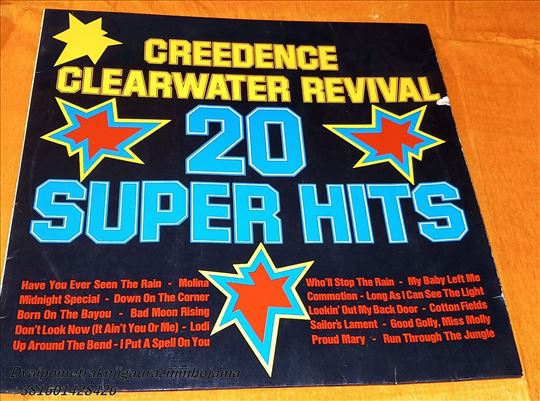 CREEDENCE
CLEARWATER REVIVAL
20
SUPER HITS
Have You Ever Seen The Rain - Molina
Midnight Special - Down On The Corner
Born On The Bayou - Bad Moon Rising
Don't Look Now (It Ain't You Or Me) - Lodi
Up Around The Bend - I Put A Spell On You
Who'll Stop The Rain - My Baby Left Me
Commotion - Long As I Can See The Light
Lookin' Out My Back Door - Cotton Fields
Sailor's Lament - Good Golly, Miss Molly
Proud Mary - Run Through The Jungle
+381601428426